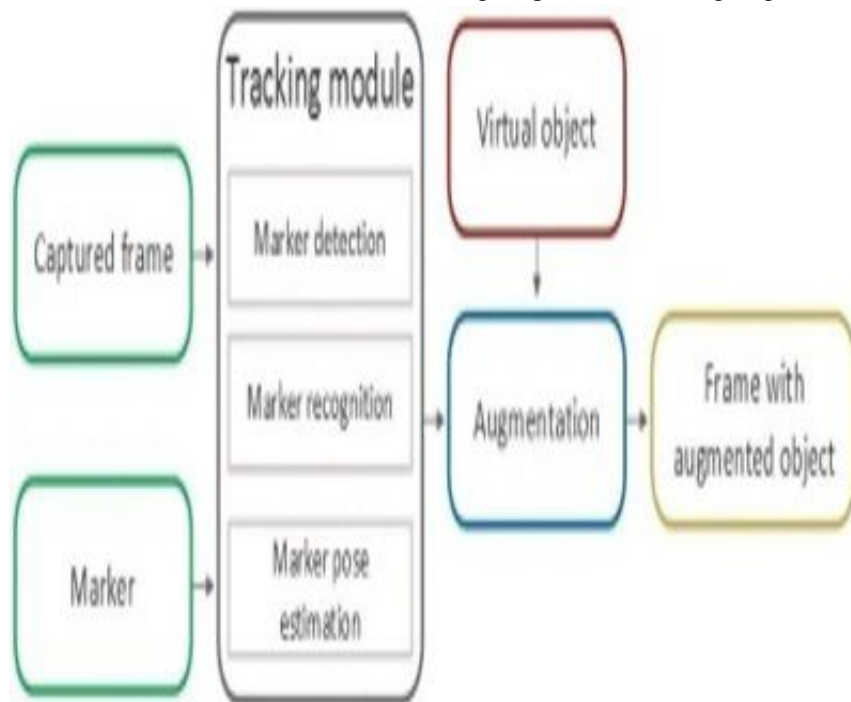 Tracking module
Virtual object
Captured frame
Marker detection
Marker recognition
Augmentation
Frame with
augmented object
Marker
Marker pose
estimation